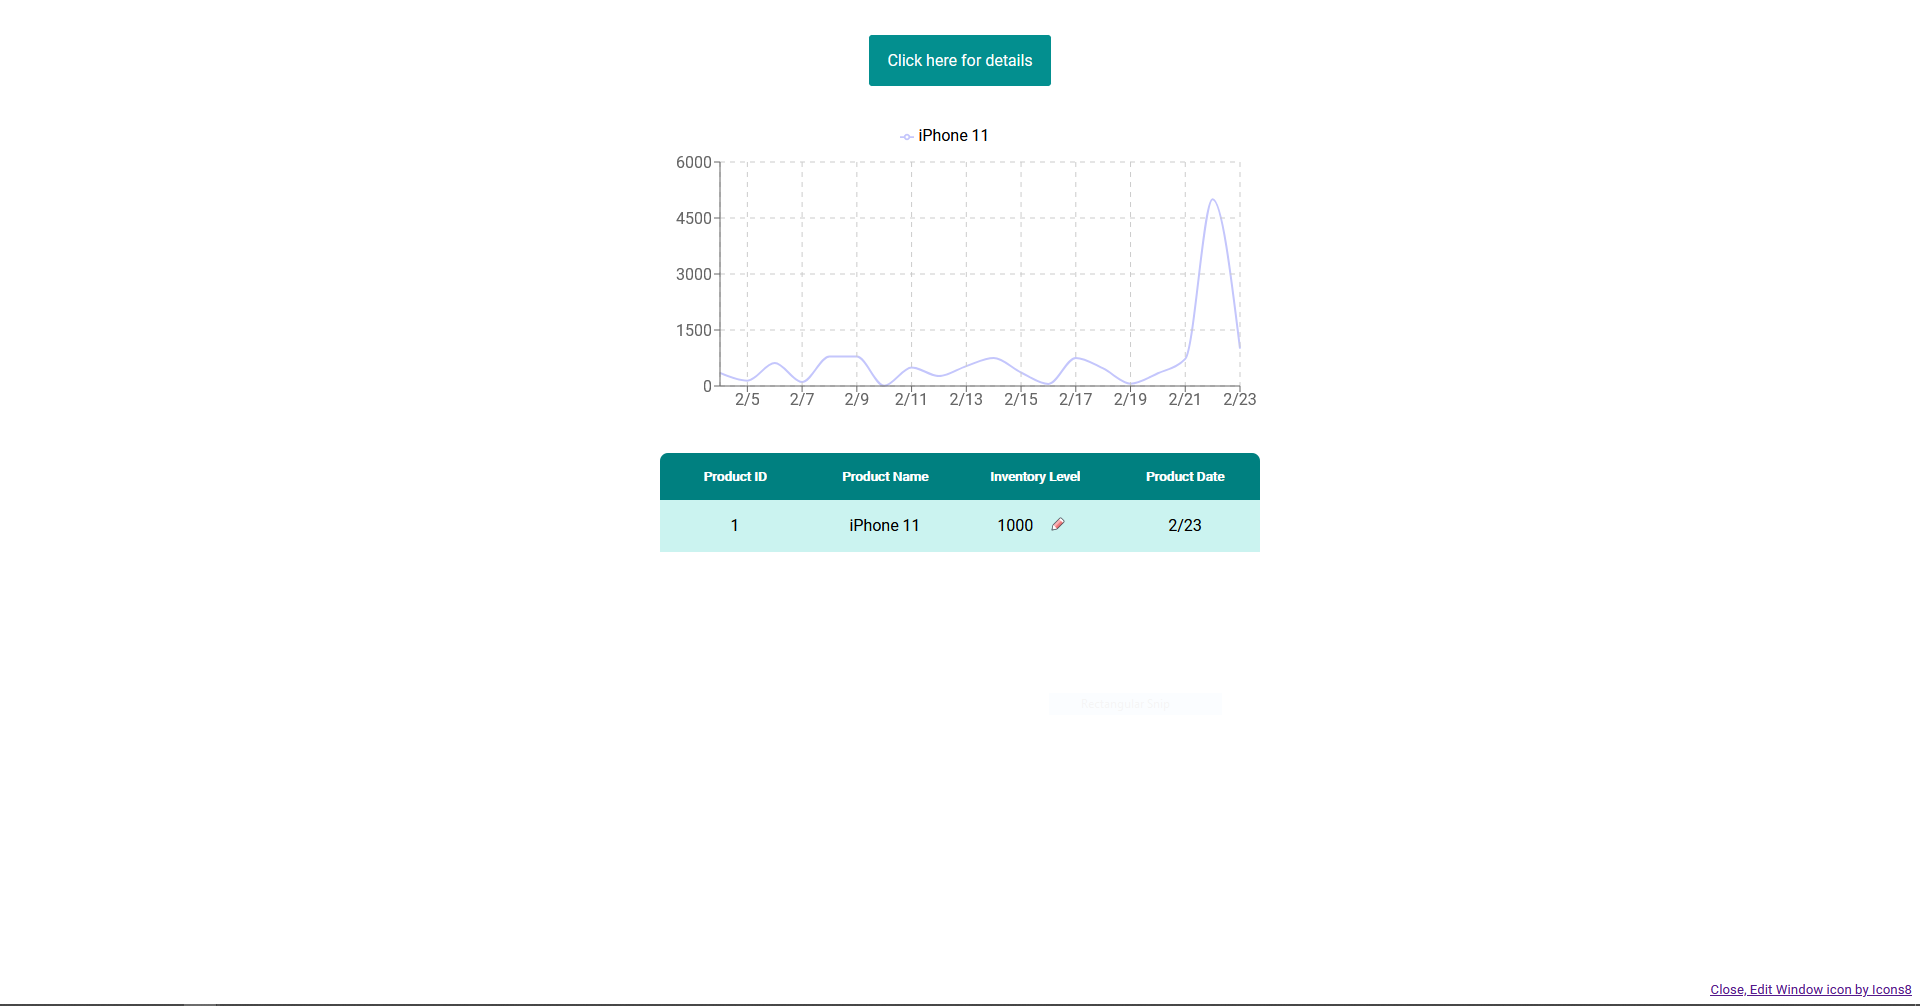 Click here for details
iPhone 11
6000
4500
3000
1500
0
2/5 2/7 2/9 2/11 2/13 2/15 2/17 2/19 2/21 2/23
Product ID Product Name Inventory Level Product Date
1 iPhone 11 1000 2/23
Rectangular Snip
Close, Edit Window icon by Icons8